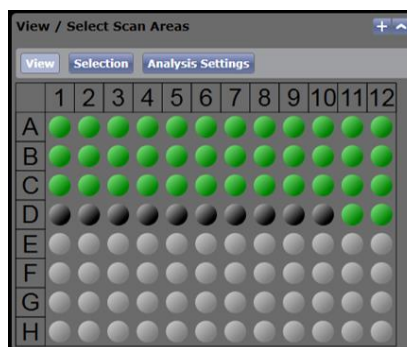 View / Select Scan Areas + ^
View Selection Analysis Settings
1 2 3 4 5 6 7 8 9 10 11 12
A
B
C
D
E
F
G
H